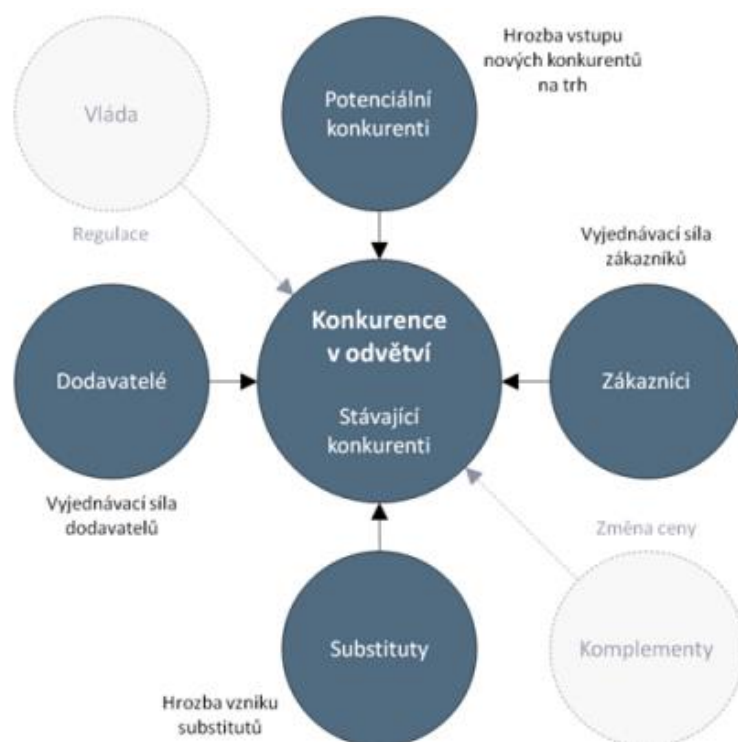 Hrozba vstupu
nových konkurentů
na trh
Potenciální
konkurenti
Vláda
Regulace
Vyjednávací síla
zákazníků
Konkurence
v odvětví
Stávající
konkurenti
Dodavatelé
Zákazníci
Vyjednávací síla
dodavatelů
Změna ceny
Substituty
Komplementy
Hrozba vzniku
substitutů